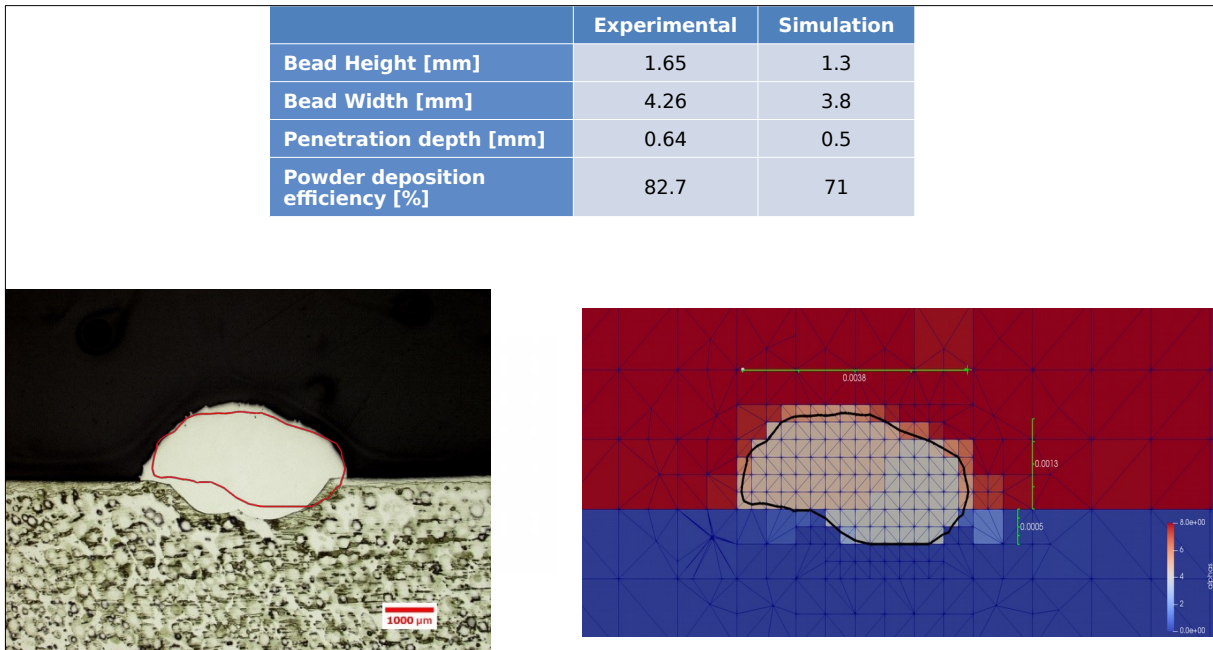 Experimental Simulation
Bead Height [mm] 1.65 1.3
Bead Width [mm] 4.26 3.8
Penetration depth [mm] 0.64 0.5
Powder deposition
efficiency [%] 82.7 71
0.0038
0.0013
0.0005
1000 µm
8.0e+00
6
4
2
0.0e+00
alphas